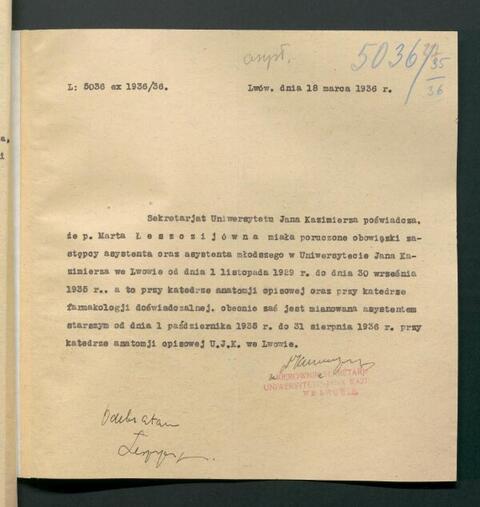 asyst.
5036 35/36
L: 5036 ex 1936/36.
Lwów. dnia 18 marca 1936 r.
Sekretarjat Uniwersytetu Jana Kazimierza poświadcza,
że p. Marta Łeszozijówna miała poruczone obowiązki za-
stępcy asystenta oraz asystenta młodszego w Uniwersytecie Jana Ka-
zimierza we Lwowie od dnia 1 listopada 1929 r. do dnia 30 września
1935 r., a to przy katedrze anatomji opisowej oraz przy katedrze
farmakologji doświadczalnej, obecnie zaś jest mianowana asystentem
starszym od dnia 1 października 1935 r. do 31 sierpnia 1936 r. przy
katedrze anatomji opisowej U.J.K. we Lwowie.
KIEROWNIK SEKRETARJATU
UNIWERSYTETU JANA KAZ.
WE LWOWIE
Odebrałam